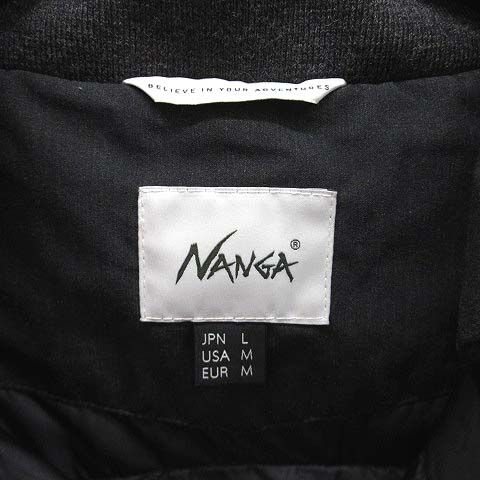 BELIEVE IN YOUR ADVENTURES
NANGA®
JPN L
USA M
EUR M